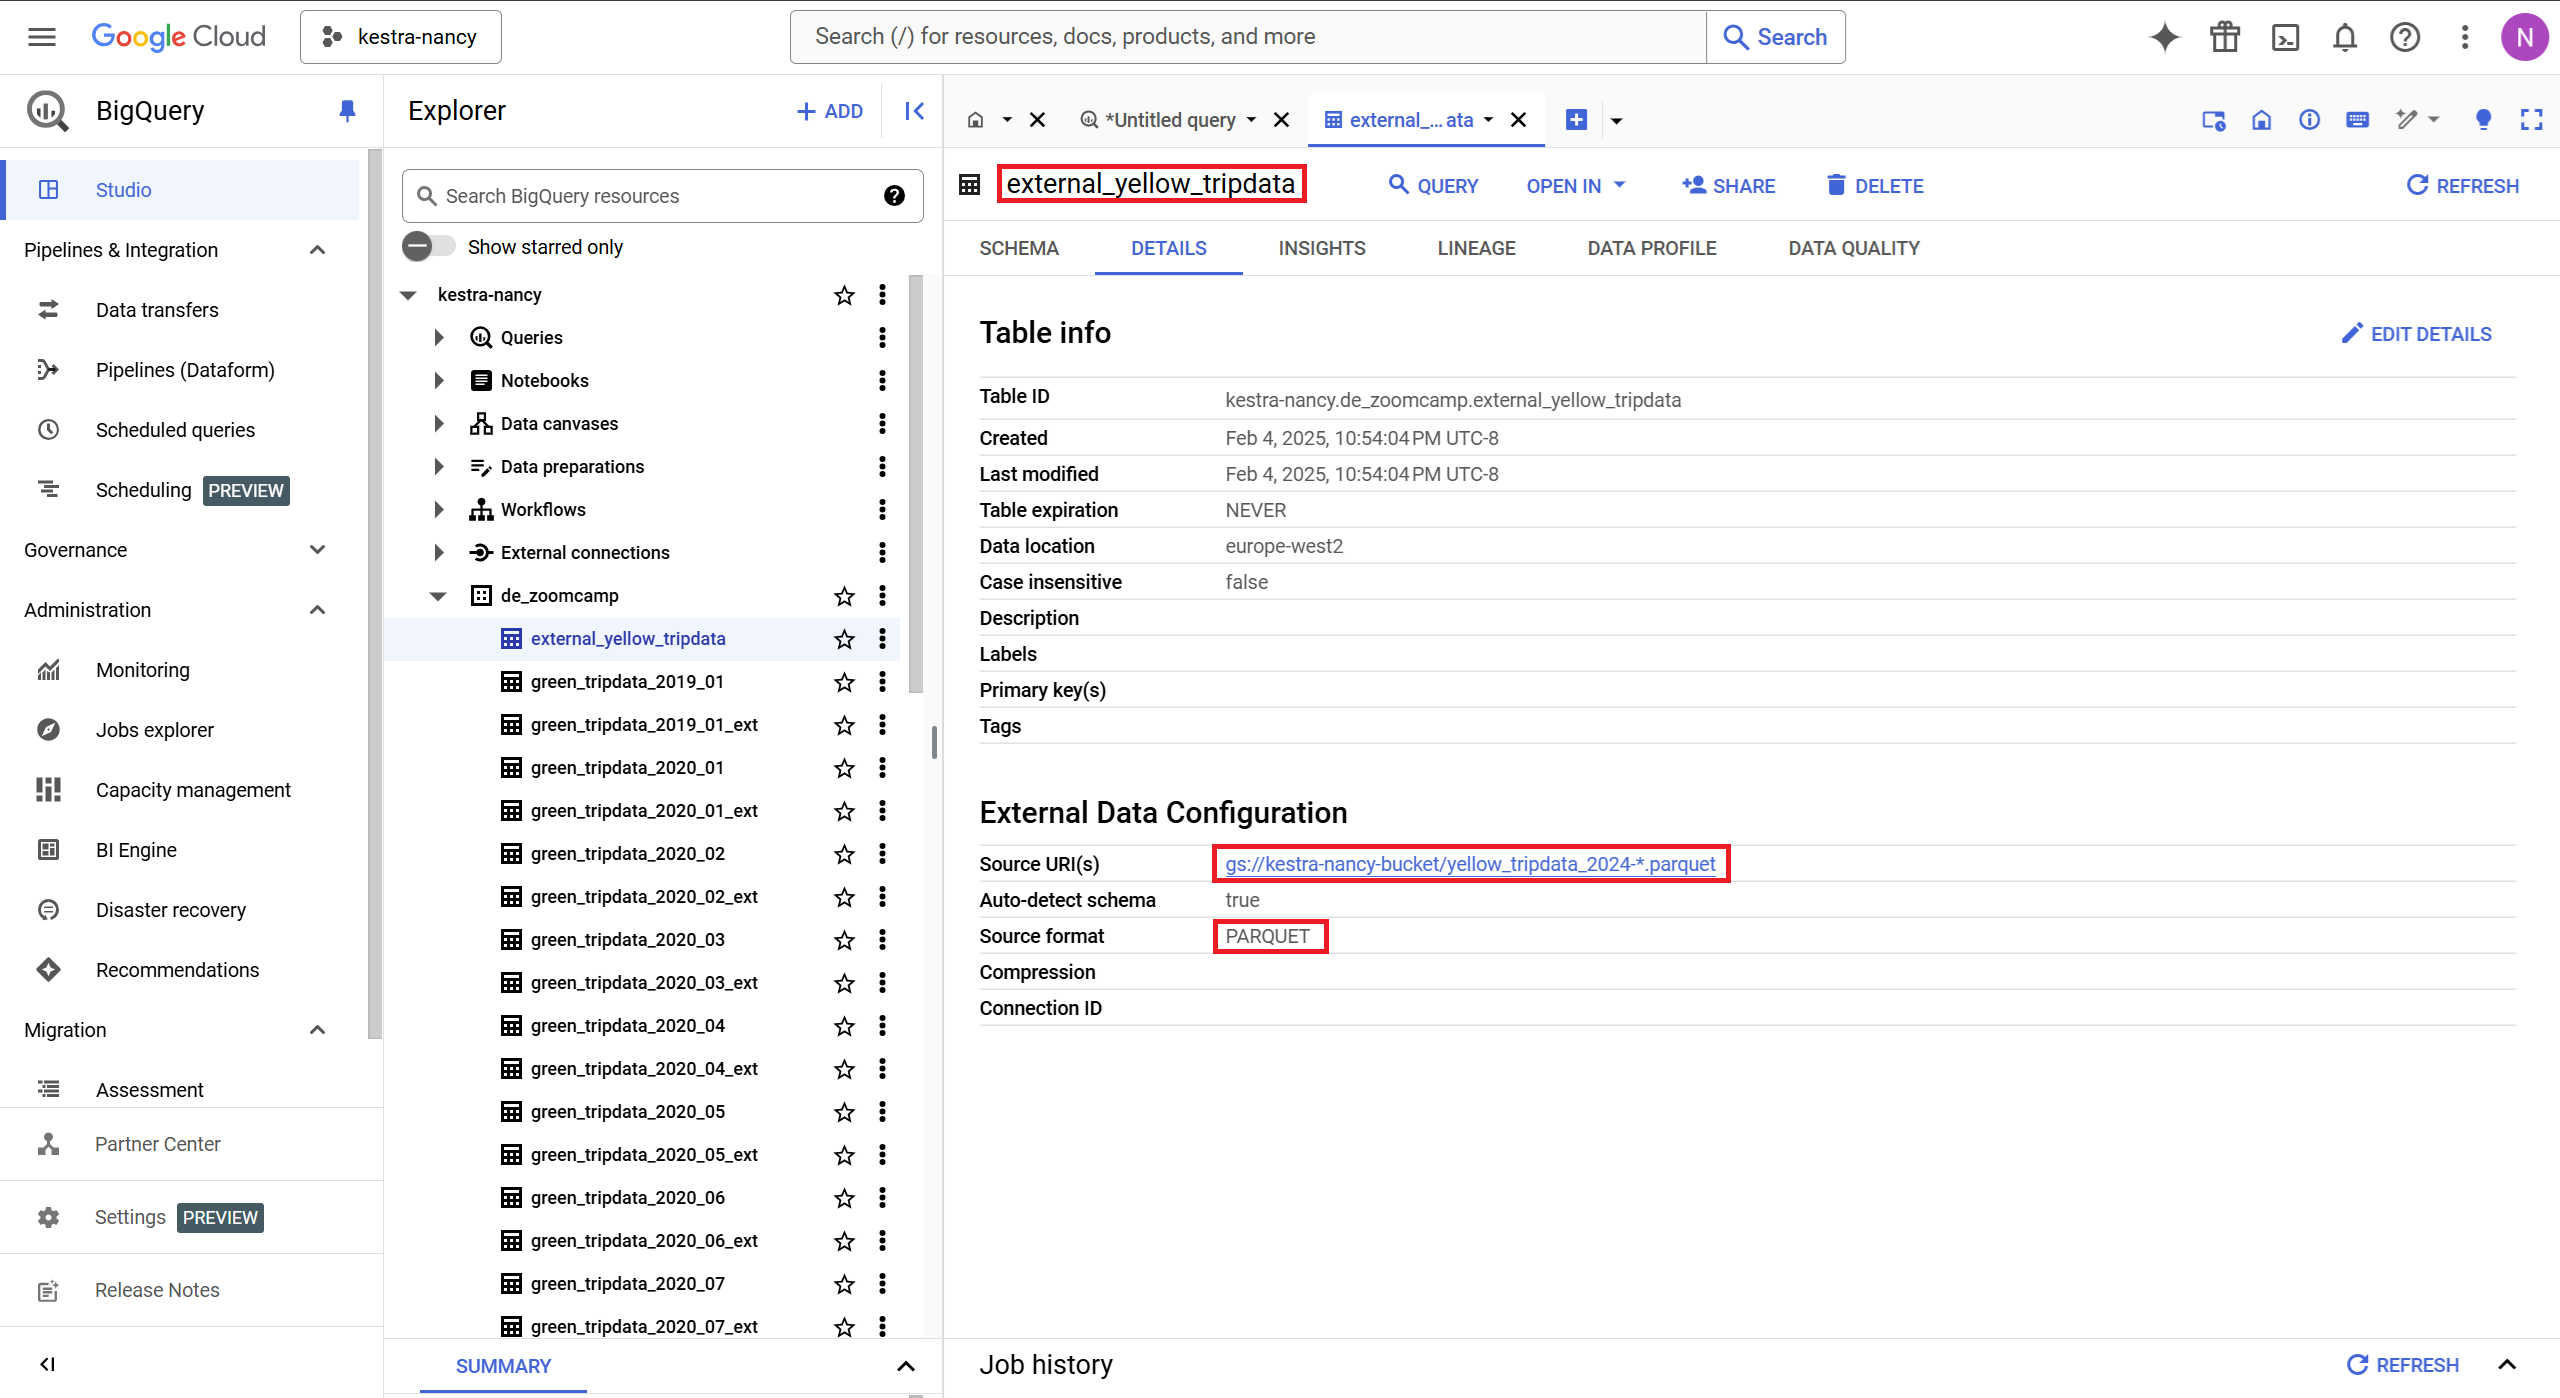 Google Cloud
kestra-nancy
Search (/) for resources, docs, products, and more
Search
N
BigQuery
Studio
Pipelines & Integration
Data transfers
Pipelines (Dataform)
Scheduled queries
Scheduling PREVIEW
Governance
Administration
Monitoring
Jobs explorer
Capacity management
BI Engine
Disaster recovery
Recommendations
Migration
Assessment
Partner Center
Settings PREVIEW
Release Notes
Explorer
ADD
Search BigQuery resources
Show starred only
kestra-nancy
Queries
Notebooks
Data canvases
Data preparations
Workflows
External connections
de_zoomcamp
external_yellow_tripdata
green_tripdata_2019_01
green_tripdata_2019_01_ext
green_tripdata_2020_01
green_tripdata_2020_01_ext
green_tripdata_2020_02
green_tripdata_2020_02_ext
green_tripdata_2020_03
green_tripdata_2020_03_ext
green_tripdata_2020_04
green_tripdata_2020_04_ext
green_tripdata_2020_05
green_tripdata_2020_05_ext
green_tripdata_2020_06
green_tripdata_2020_06_ext
green_tripdata_2020_07
green_tripdata_2020_07_ext
SUMMARY
*Untitled query
external_... ata
external_yellow_tripdata
QUERY
OPEN IN
SHARE
DELETE
REFRESH
SCHEMA
DETAILS
INSIGHTS
LINEAGE
DATA PROFILE
DATA QUALITY
Table info
EDIT DETAILS
Table ID kestra-nancy.de_zoomcamp.external_yellow_tripdata
Created Feb 4, 2025, 10:54:04 PM UTC-8
Last modified Feb 4, 2025, 10:54:04 PM UTC-8
Table expiration NEVER
Data location europe-west2
Case insensitive false
Description
Labels
Primary key(s)
Tags
External Data Configuration
Source URI(s) gs://kestra-nancy-bucket/yellow_tripdata_2024-*.parquet
Auto-detect schema true
Source format PARQUET
Compression
Connection ID
Job history
REFRESH